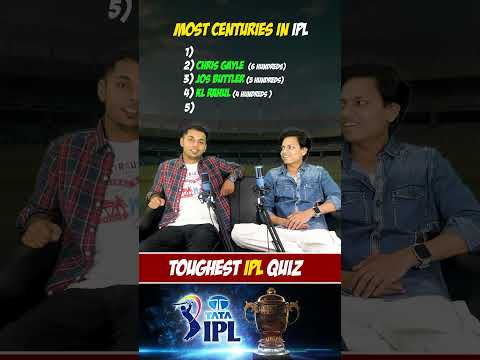 MOST CENTURIES IN IPL
1)
2) CHRIS GAYLE (6 HUNDREDS)
3) JOS BUTTLER (5 HUNDREDS)
4) KL RAHUL (4 HUNDREDS )
5)
TOUGHEST IPL QUIZ
TATA
IPL